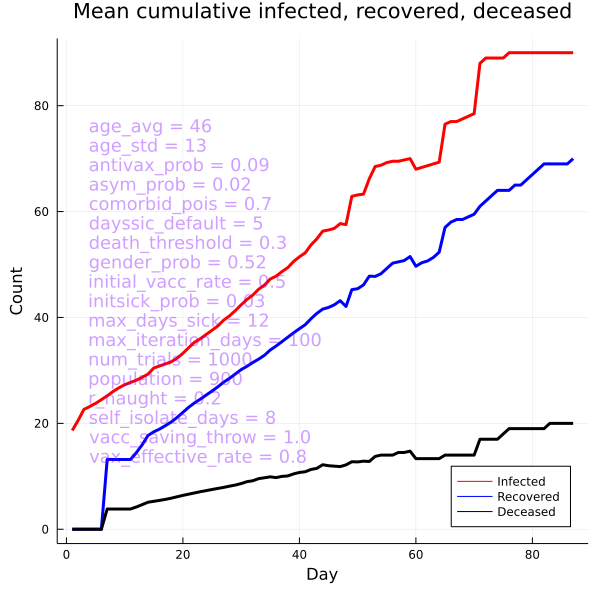 Mean cumulative infected, recovered, deceased
age_avg = 46
age_std = 13
antivax_prob = 0.09
asym_prob = 0.02
comorbid_pois = 0.7
dayssic_default = 5
death_threshold = 0.3
gender_prob = 0.52
initial_vacc_rate = 0.5
initsick_prob = 0.03
max_days_sick = 12
max_iteration_days = 100
num_trials = 1000
population = 900
r_naught = 0.2
self_isolate_days = 8
vacc_saving_throw = 1.0
vax_effective_rate = 0.8
Count
80
60
40
20
0
Infected
Recovered
Deceased
0 20 40 60 80
Day